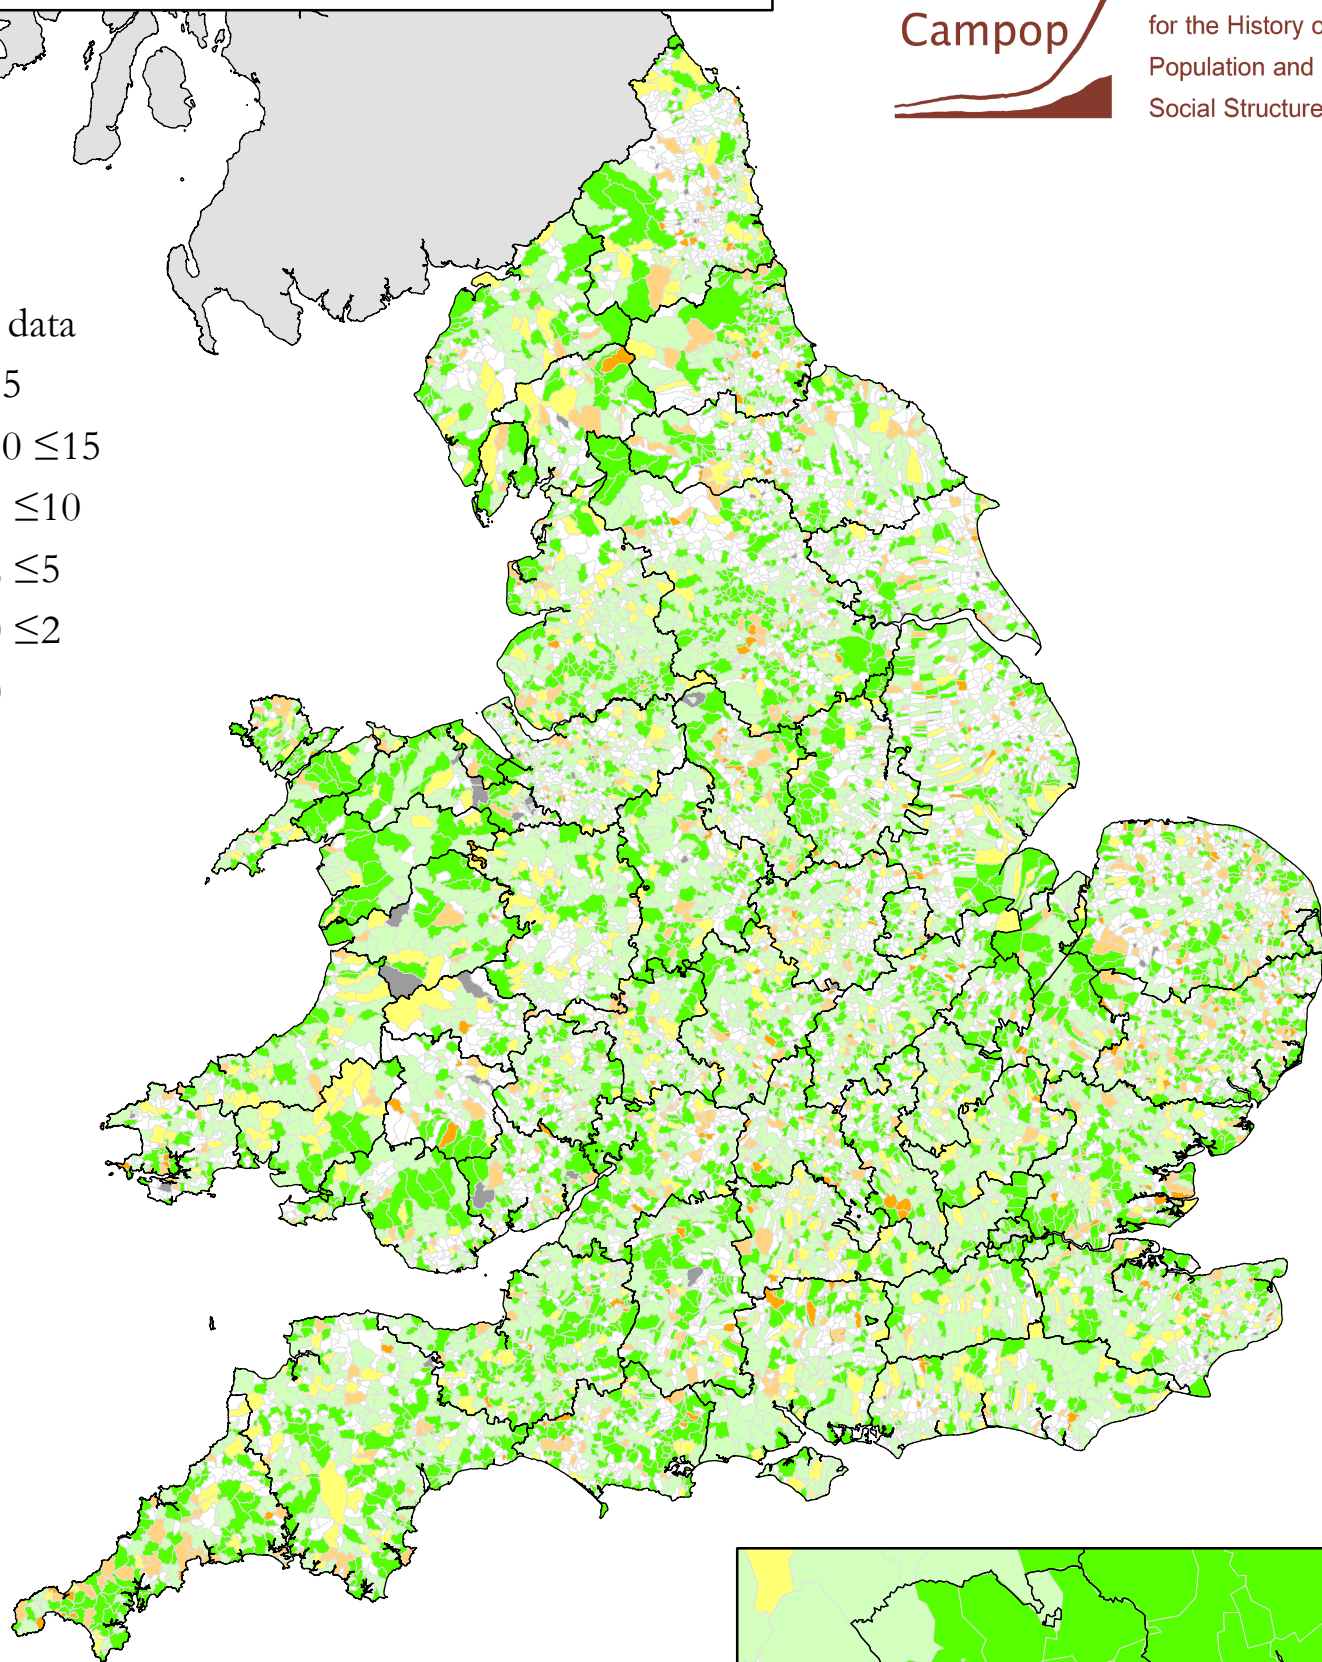 Campop
for the History o
Population and
Social Structure
data
5
0 ≤15
≤10
≤5
≤2